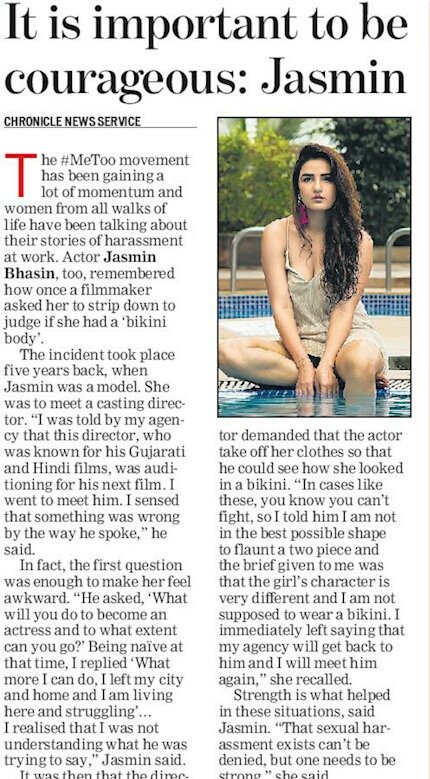 It is important to be
courageous: Jasmin
CHRONICLE NEWS SERVICE
The #MeToo movement
has been gaining a
lot of momentum and
women from all walks of
life have been talking about
their stories of harassment
at work. Actor Jasmin
Bhasin, too, remembered
how once a filmmaker
asked her to strip down to
judge if she had a ‘bikini
body’.
The incident took place
five years back, when
Jasmin was a model. She
was to meet a casting direc-
tor. “I was told by my agen-
cy that this director, who
was known for his Gujarati
and Hindi films, was audi-
tioning for his next film. I
went to meet him. I sensed
that something was wrong
by the way he spoke,” he
said.
In fact, the first question
was enough to make her feel
awkward. “He asked, ‘What
will you do to become an
actress and to what extent
can you go?’ Being naïve at
that time, I replied ‘What
more I can do, I left my city
and home and I am living
here and struggling’...
I realised that I was not
understanding what he was
trying to say,” Jasmin said.
It was then that the direc-
tor demanded that the actor
take off her clothes so that
he could see how she looked
in a bikini. “In cases like
these, you know you can’t
fight, so I told him I am not
in the best possible shape
to flaunt a two piece and
the brief given to me was
that the girl’s character is
very different and I am not
supposed to wear a bikini. I
immediately left saying that
my agency will get back to
him and I will meet him
again,” she recalled.
Strength is what helped
in these situations, said
Jasmin. “That sexual har-
assment exists can’t be
denied, but one needs to be
strong,” she said